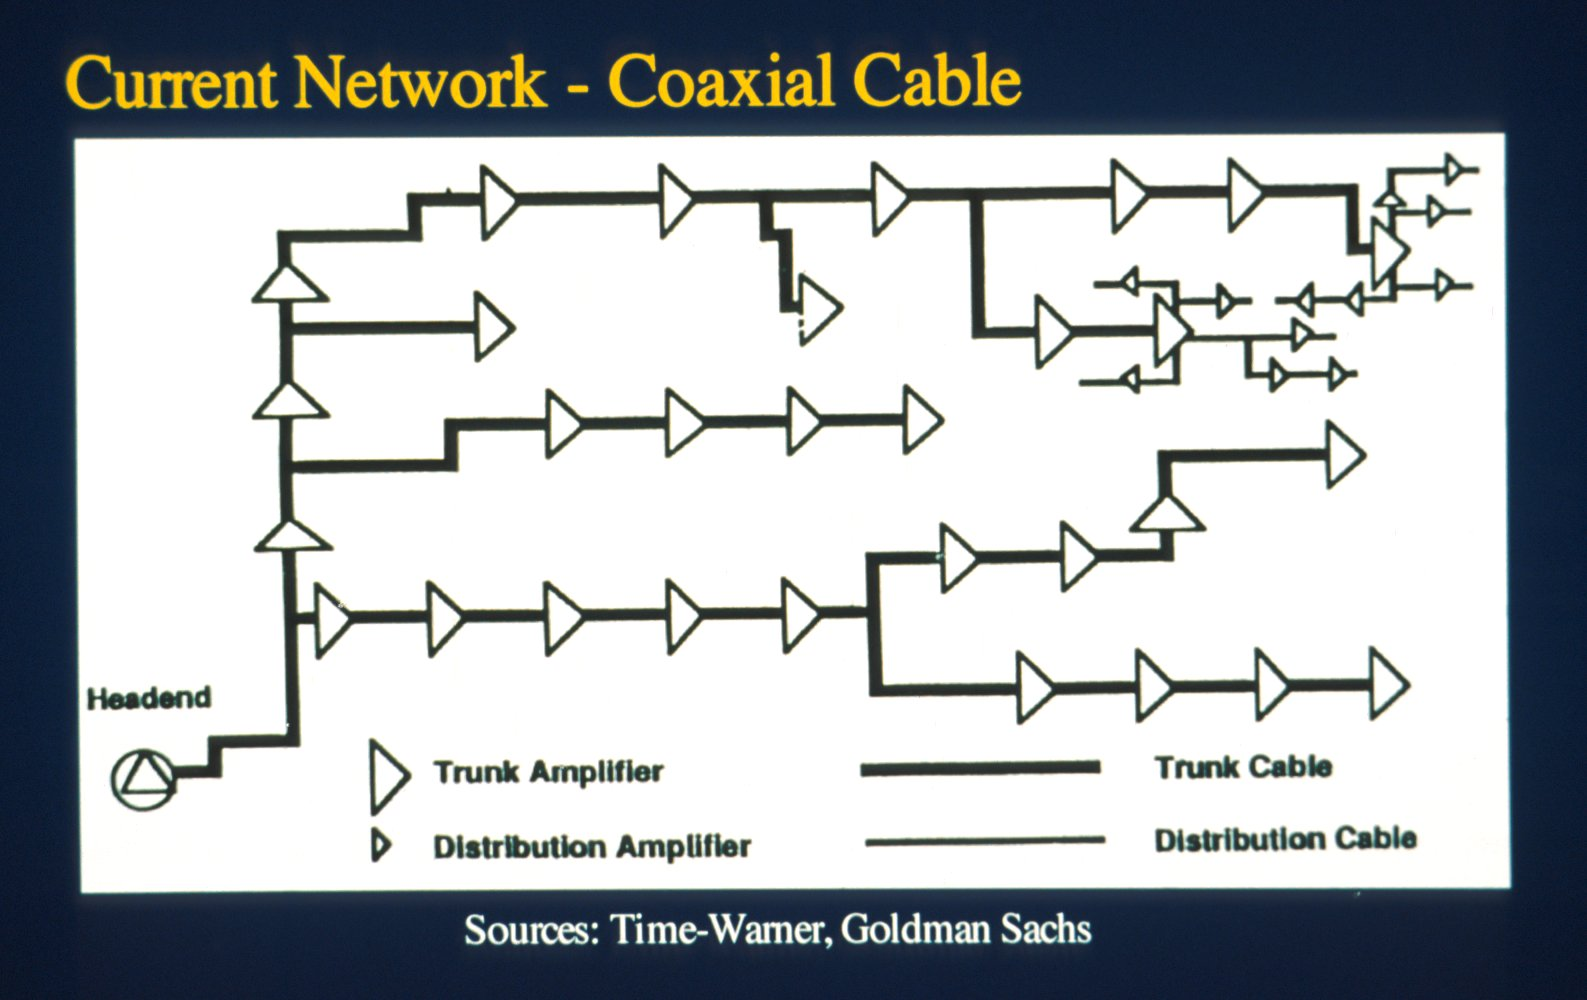 Current Network - Coaxial Cable
Headend
Trunk Amplifier
Trunk Cable
Distribution Amplifier
Distribution Cable
Sources: Time-Warner, Goldman Sachs